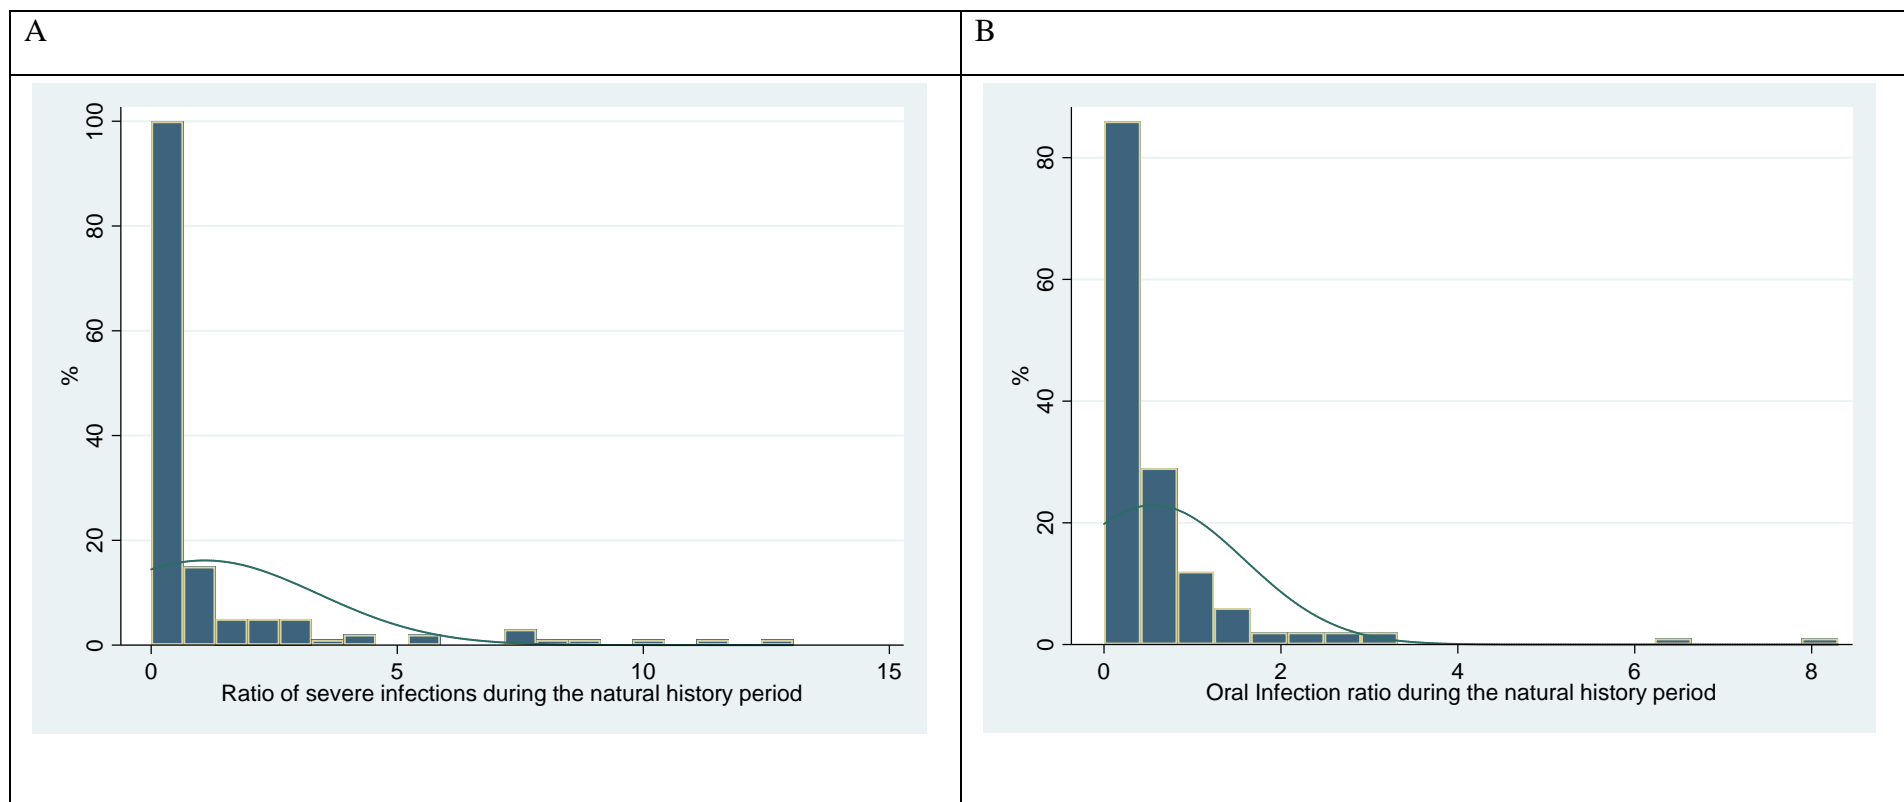 A
B
100
80
60
40
20
0
%
0 5 10 15
Ratio of severe infections during the natural history period
80
60
40
20
0
%
0 2 4 6 8
Oral Infection ratio during the natural history period